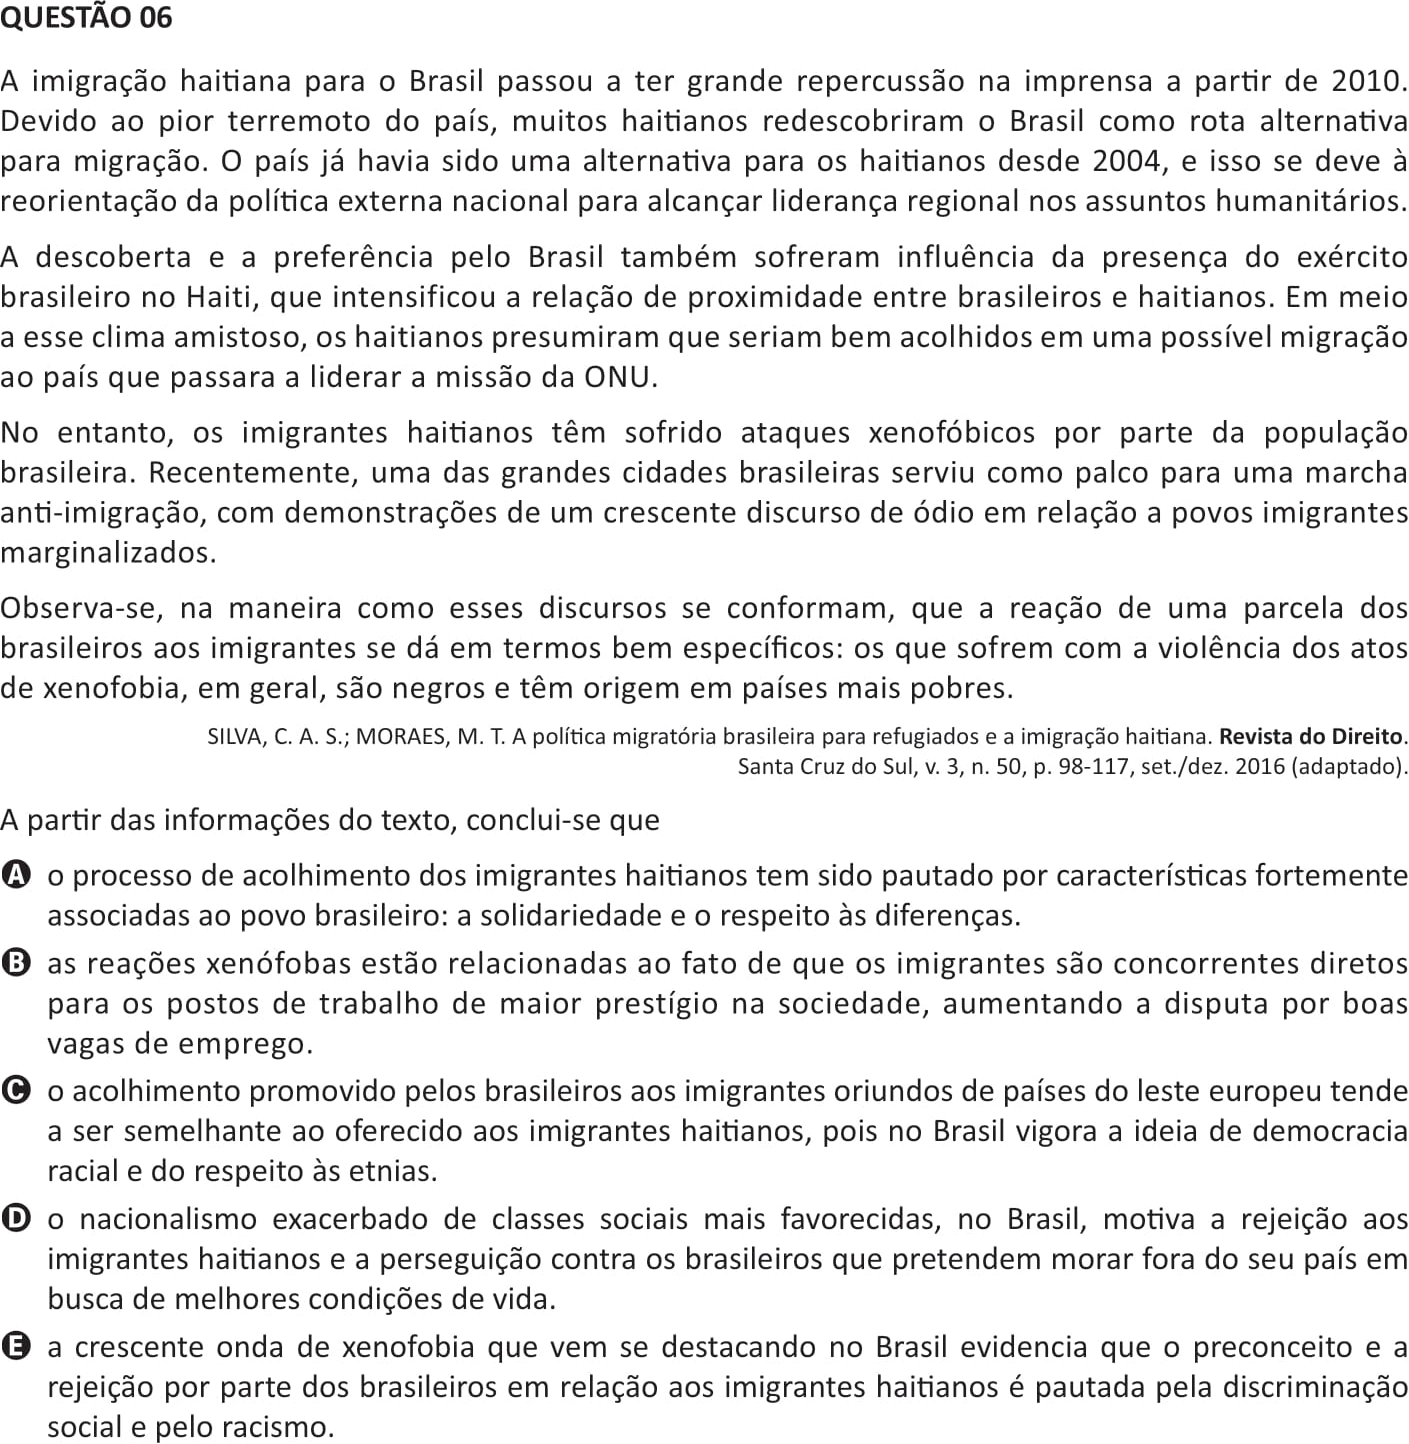 QUESTÃO 06
A imigração haitiana para o Brasil passou a ter grande repercussão na imprensa a partir de 2010.
Devido ao pior terremoto do país, muitos haitianos redescobriram o Brasil como rota alternativa
para migração. O país já havia sido uma alternativa para os haitianos desde 2004, e isso se deve à
reorientação da política externa nacional para alcançar liderança regional nos assuntos humanitários.
A descoberta e a preferência pelo Brasil também sofreram influência da presença do exército
brasileiro no Haiti, que intensificou a relação de proximidade entre brasileiros e haitianos. Em meio
a esse clima amistoso, os haitianos presumiram que seriam bem acolhidos em uma possível migração
ao país que passara a liderar a missão da ONU.
No entanto, os imigrantes haitianos têm sofrido ataques xenofóbicos por parte da população
brasileira. Recentemente, uma das grandes cidades brasileiras serviu como palco para uma marcha
anti-imigração, com demonstrações de um crescente discurso de ódio em relação a povos imigrantes
marginalizados.
Observa-se, na maneira como esses discursos se conformam, que a reação de uma parcela dos
brasileiros aos imigrantes se dá em termos bem específicos: os que sofrem com a violência dos atos
de xenofobia, em geral, são negros e têm origem em países mais pobres.
SILVA, C. A. S.; MORAES, M. T. A política migratória brasileira para refugiados e a imigração haitiana. Revista do Direito.
Santa Cruz do Sul, v. 3, n. 50, p. 98-117, set./dez. 2016 (adaptado).
A partir das informações do texto, conclui-se que
A o processo de acolhimento dos imigrantes haitianos tem sido pautado por características fortemente
associadas ao povo brasileiro: a solidariedade e o respeito às diferenças.
B as reações xenófobas estão relacionadas ao fato de que os imigrantes são concorrentes diretos
para os postos de trabalho de maior prestígio na sociedade, aumentando a disputa por boas
vagas de emprego.
C o acolhimento promovido pelos brasileiros aos imigrantes oriundos de países do leste europeu tende
a ser semelhante ao oferecido aos imigrantes haitianos, pois no Brasil vigora a ideia de democracia
racial e do respeito às etnias.
D o nacionalismo exacerbado de classes sociais mais favorecidas, no Brasil, motiva a rejeição aos
imigrantes haitianos e a perseguição contra os brasileiros que pretendem morar fora do seu país em
busca de melhores condições de vida.
E a crescente onda de xenofobia que vem se destacando no Brasil evidencia que o preconceito e a
rejeição por parte dos brasileiros em relação aos imigrantes haitianos é pautada pela discriminação
social e pelo racismo.